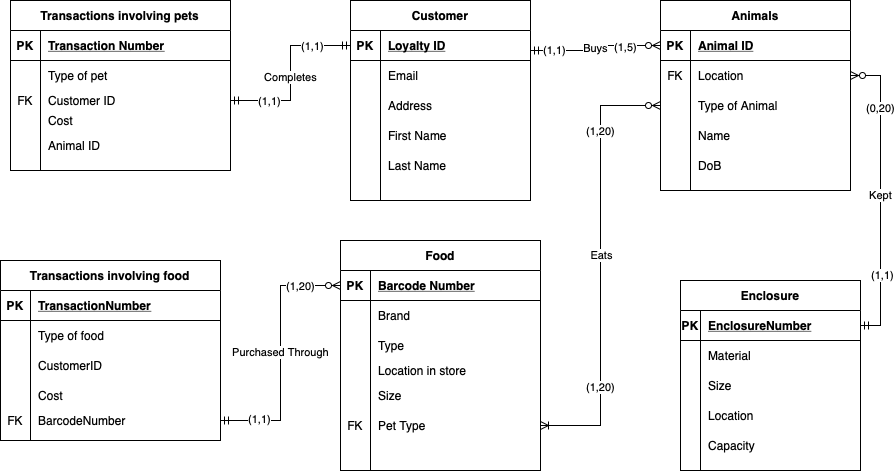 Transactions involving pets
PK Transaction Number
Type of pet
FK Customer ID
Cost
Animal ID
Customer
PK Loyalty ID
Email
Address
First Name
Last Name
Animals
PK Animal ID
FK Location
Type of Animal
Name
DoB
(1,1)
Completes
(1,1)
(1,1) Buys (1,5)
(1,20)
Eats
(1,20)
(0,20)
Kept
(1,1)
Transactions involving food
PK TransactionNumber
Type of food
CustomerID
Cost
FK BarcodeNumber
(1,20)
Purchased Through
(1,1)
Food
PK Barcode Number
Brand
Type
Location in store
Size
FK Pet Type
Enclosure
PK EnclosureNumber
Material
Size
Location
Capacity